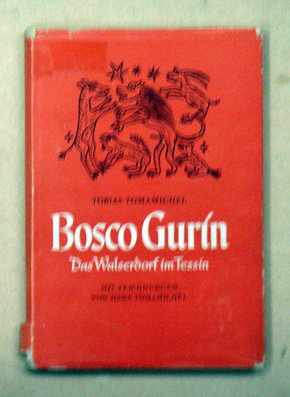 TOBIAS TOMAMICHEL
Bosco Gurin
Das Walserdorf im Tessin
MIT ZEICHNUNGEN
VON HANS TOMAMICHEL